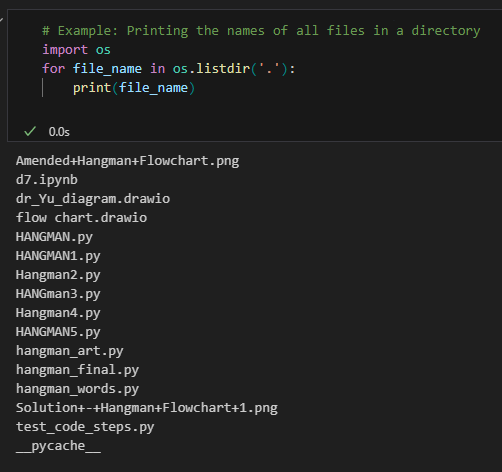 # Example: Printing the names of all files in a directory
import os
for file_name in os.listdir('.'):
    print(file_name)
0.0s
Amended+Hangman+Flowchart.png
d7.ipynb
dr_Yu_diagram.drawio
flow chart.drawio
HANGMAN.py
HANGMAN1.py
Hangman2.py
HANGman3.py
Hangman4.py
HANGMAN5.py
hangman_art.py
hangman_final.py
hangman_words.py
Solution+-+Hangman+Flowchart+1.png
test_code_steps.py
__pycache__